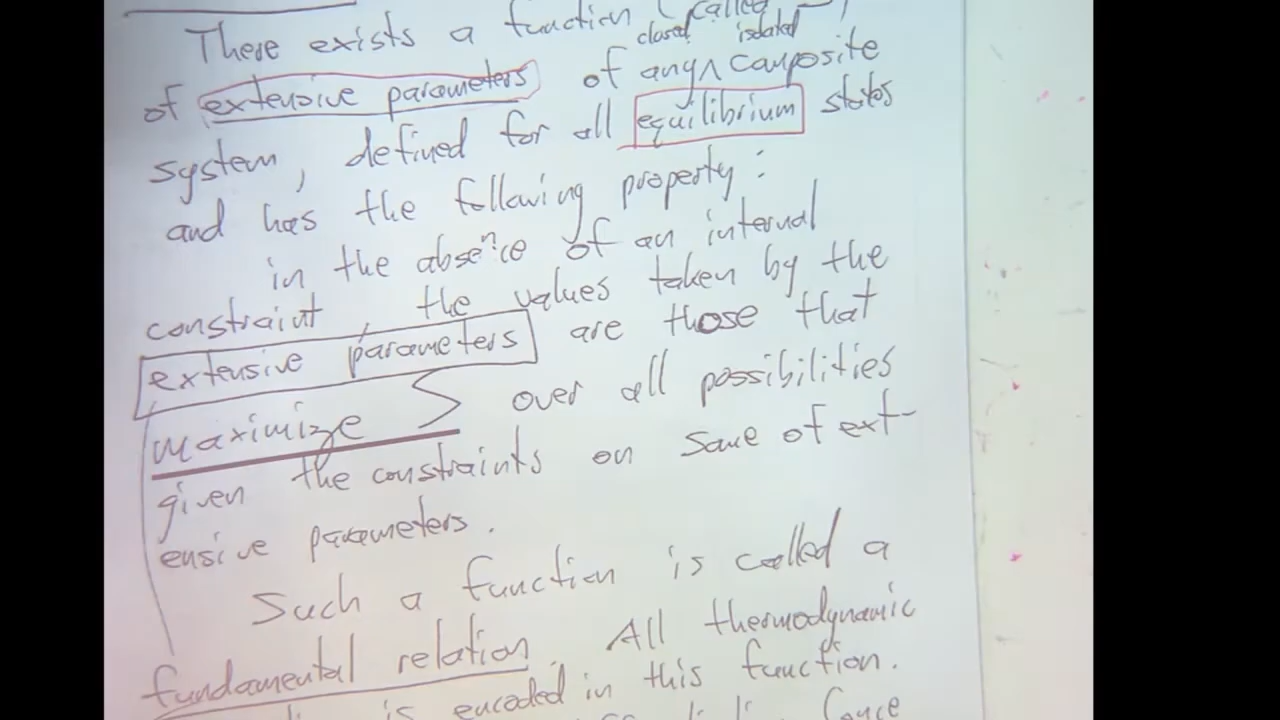 There exists a function (called
closed isolated
of extensive parameters of any ^ composite
system, defined for all equilibrium states
and has the following property:
in the absence of an internal
constraint, the values taken by the
extensive parameters are those that
maximize S over all possibilities
given the constraints on some of ext-
ensive parameters.
Such a function is called a
fundamental relation. All thermodynamic
is encoded in this function.
(once